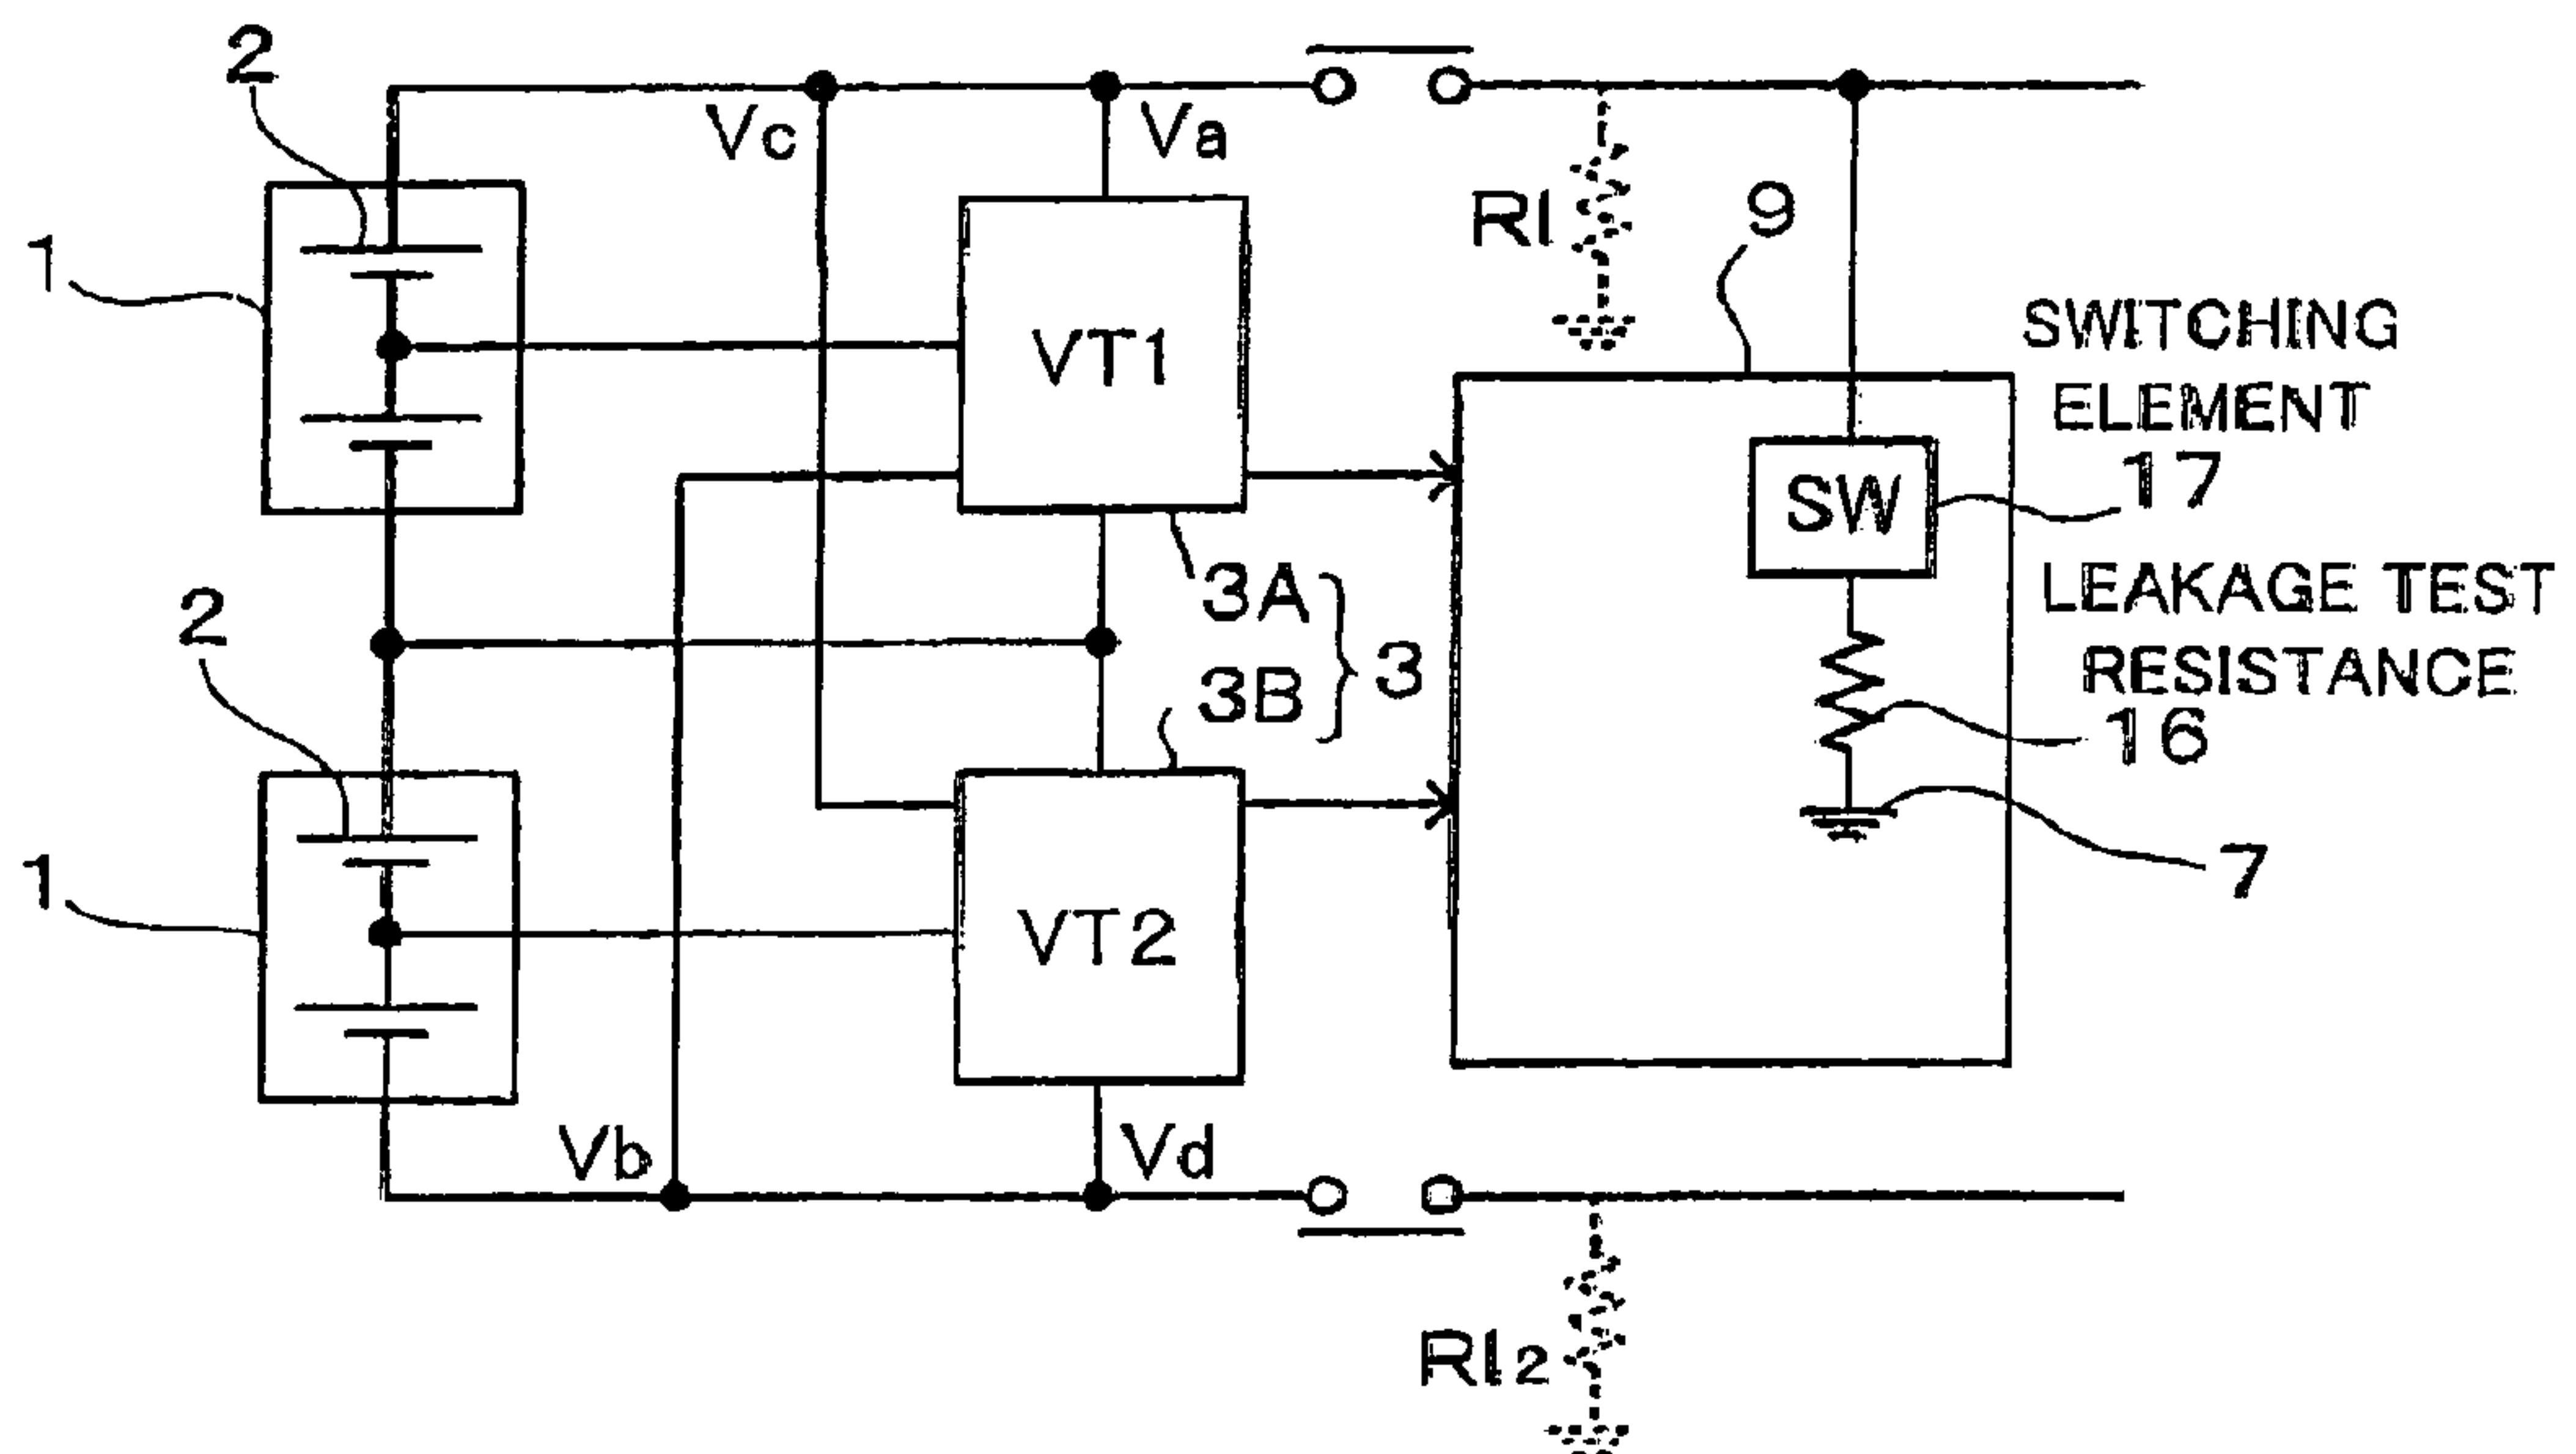 2
Vc
Va
Rl
9
1
VT1
SWITCHING
ELEMENT
17
SW
3A
3B
3
LEAKAGE TEST
RESISTANCE
16
2
7
1
VT2
Vb
Vd
Rl2